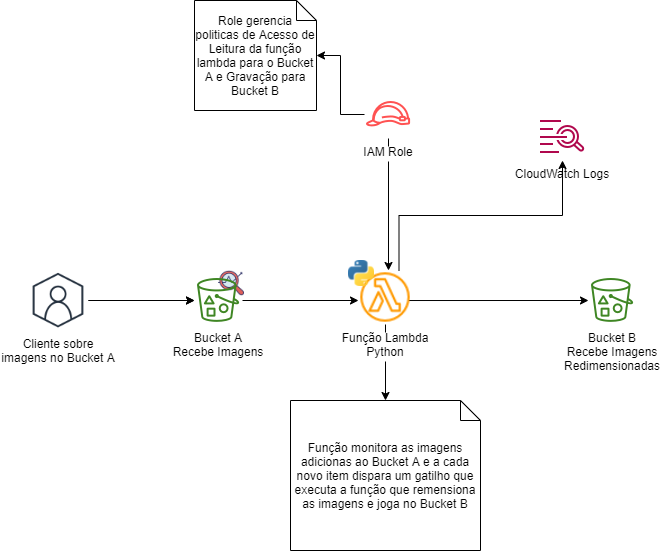 Role gerencia
politicas de Acesso de
Leitura da função
lambda para o Bucket
A e Gravação para
Bucket B
IAM Role
CloudWatch Logs
Cliente sobre
imagens no Bucket A
Bucket A
Recebe Imagens
Função Lambda
Python
Bucket B
Recebe Imagens
Redimensionadas
Função monitora as imagens
adicionas ao Bucket A e a cada
novo item dispara um gatilho que
executa a função que remensiona
as imagens e joga no Bucket B